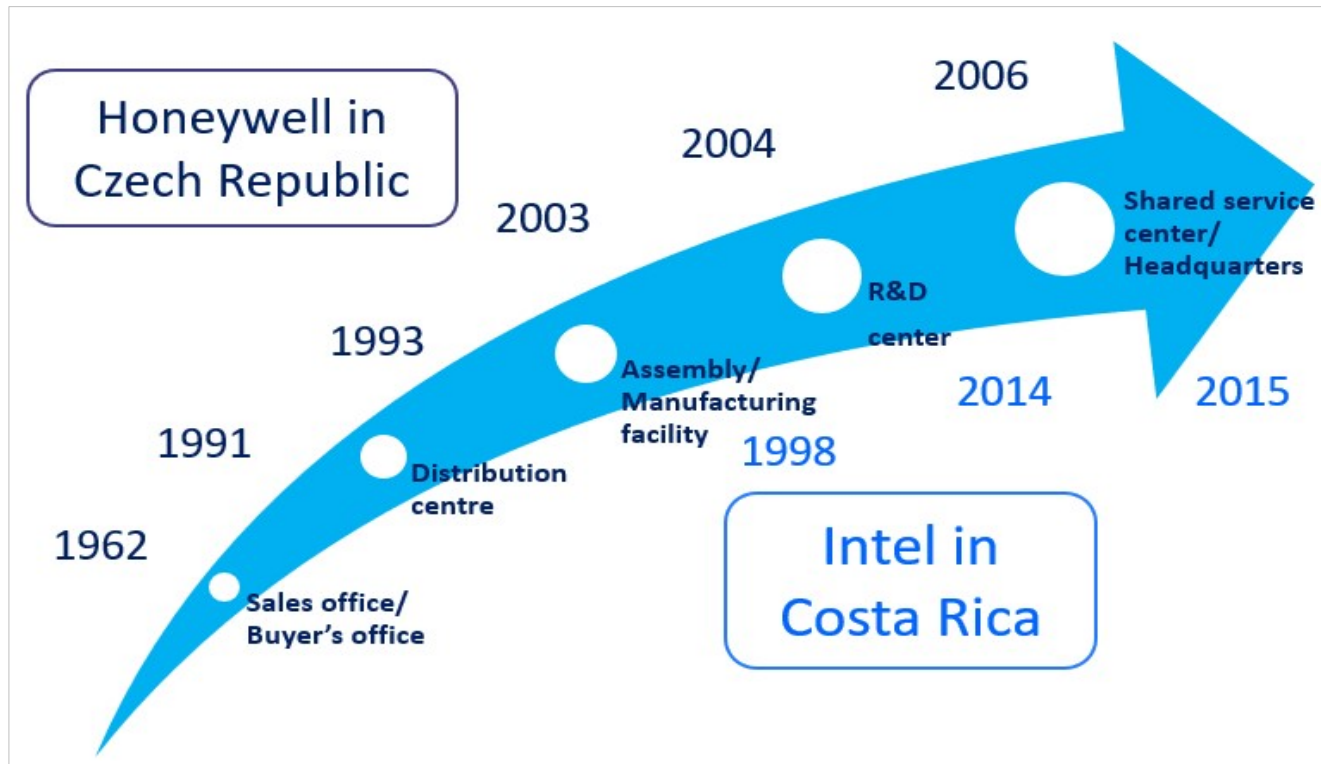 Honeywell in
Czech Republic
1962
1991
1993
2003
2004
2006
Sales office/
Buyer’s office
Distribution
centre
Assembly/
Manufacturing
facility
R&D
center
Shared service
center/
Headquarters
1998
2014
2015
Intel in
Costa Rica